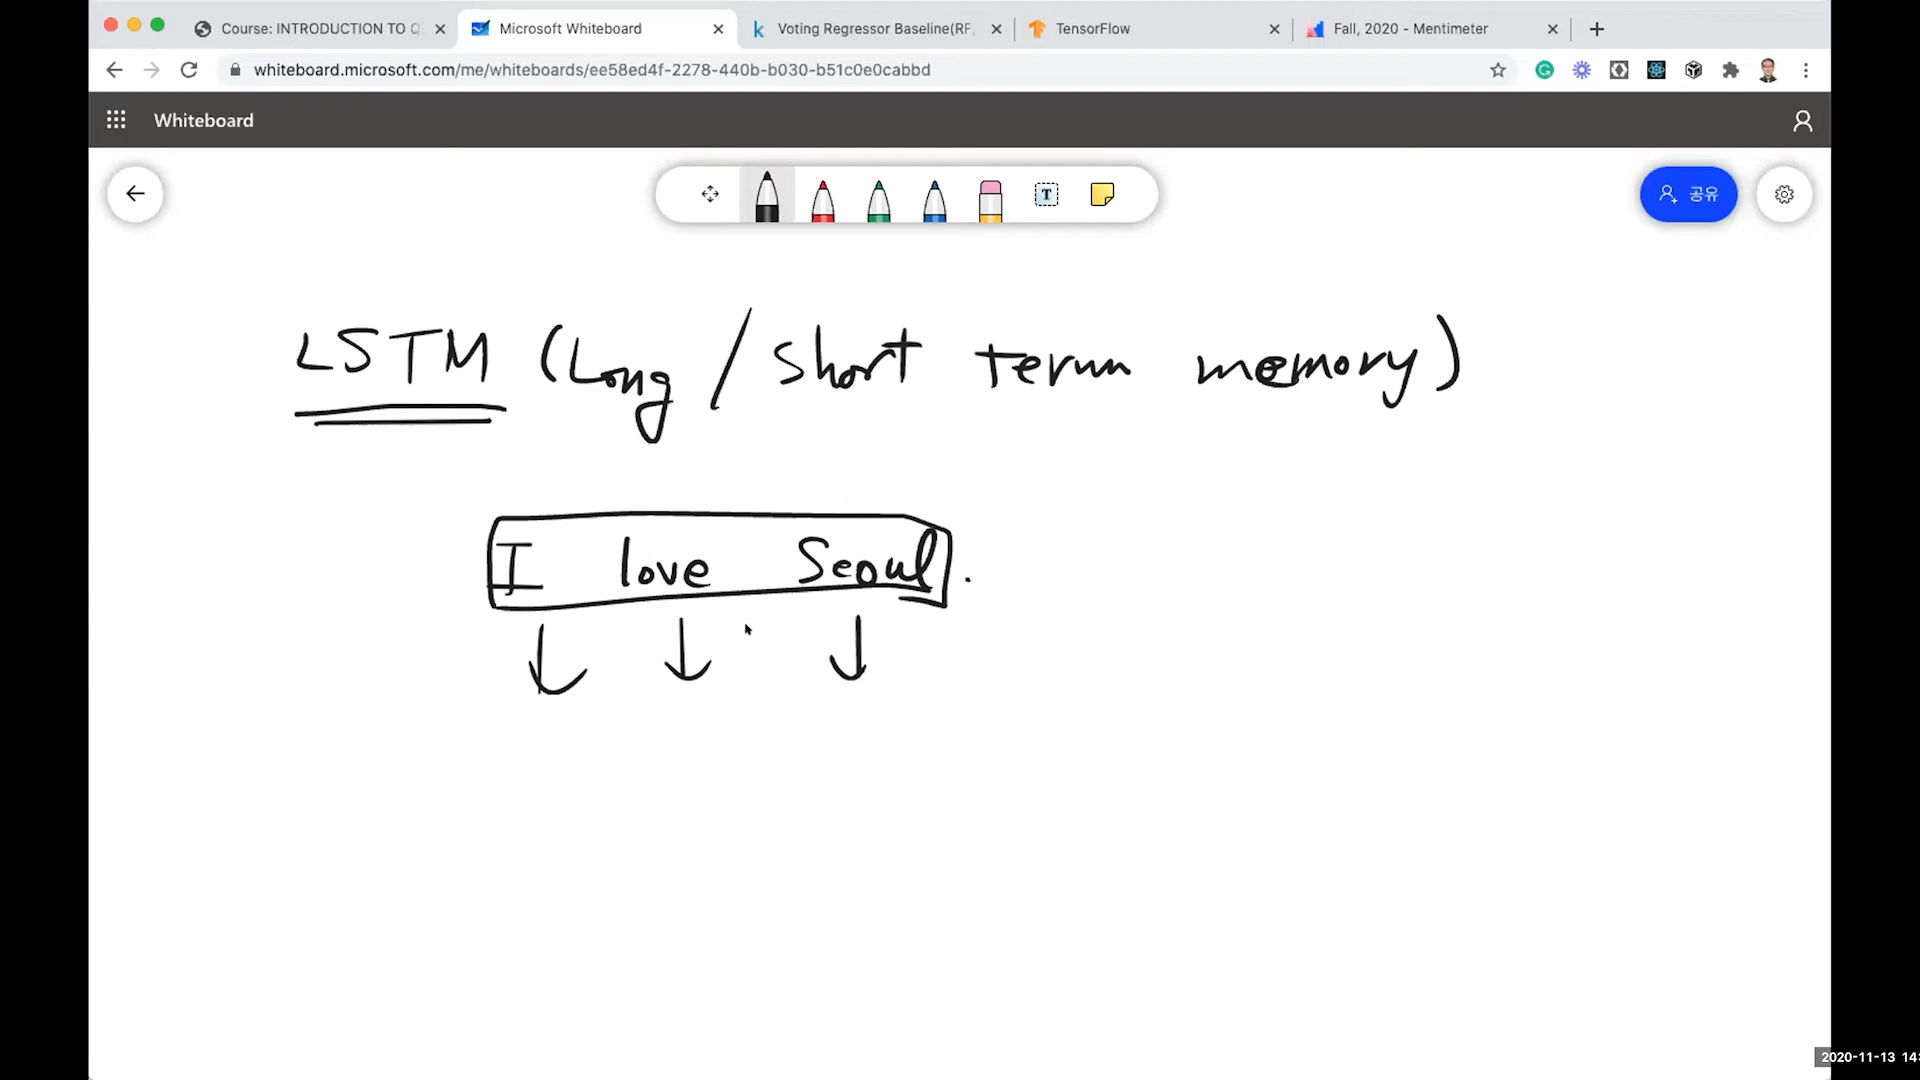 Course: INTRODUCTION TO Q
Microsoft Whiteboard
Voting Regressor Baseline(RF,
TensorFlow
Fall, 2020 - Mentimeter
whiteboard.microsoft.com/me/whiteboards/ee58ed4f-2278-440b-b030-b51c0e0cabbd
Whiteboard
T
공유
LSTM (Long / Short term memory)
I love Seoul.
2020-11-13 14: